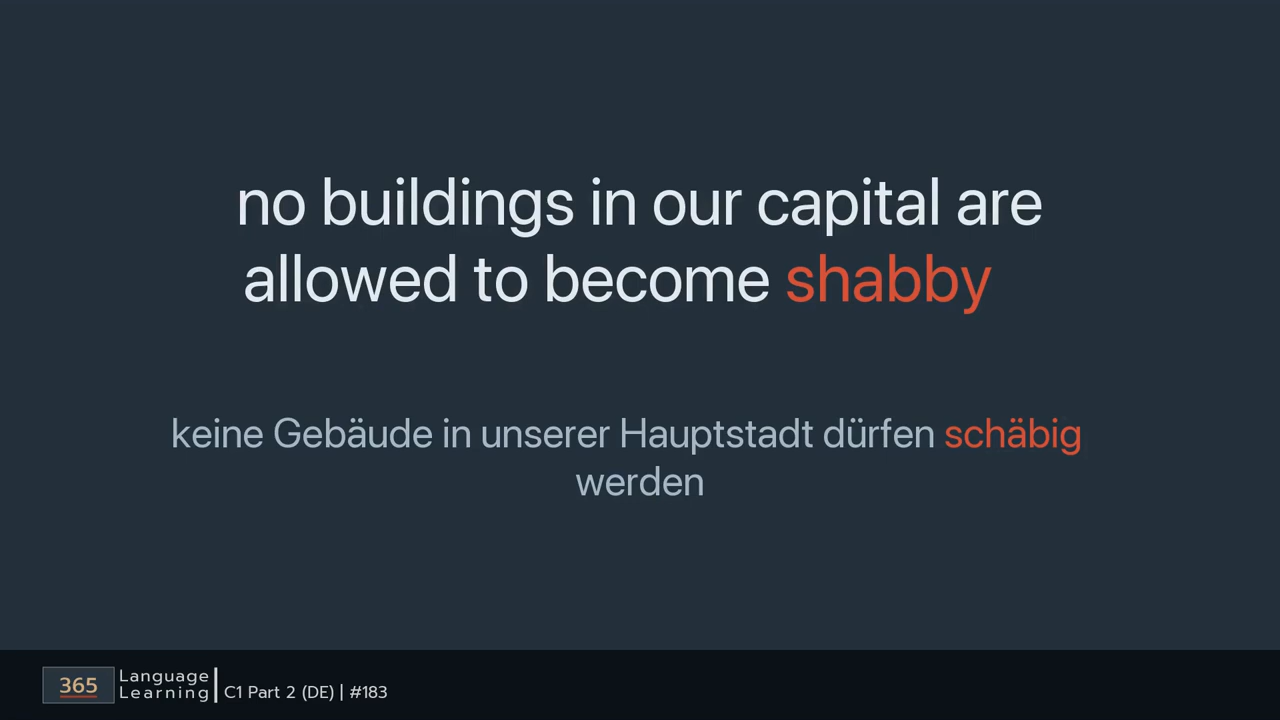 no buildings in our capital are
allowed to become shabby
keine Gebäude in unserer Hauptstadt dürfen schäbig
werden
365
Language
Learning
C1 Part 2 (DE) | #183